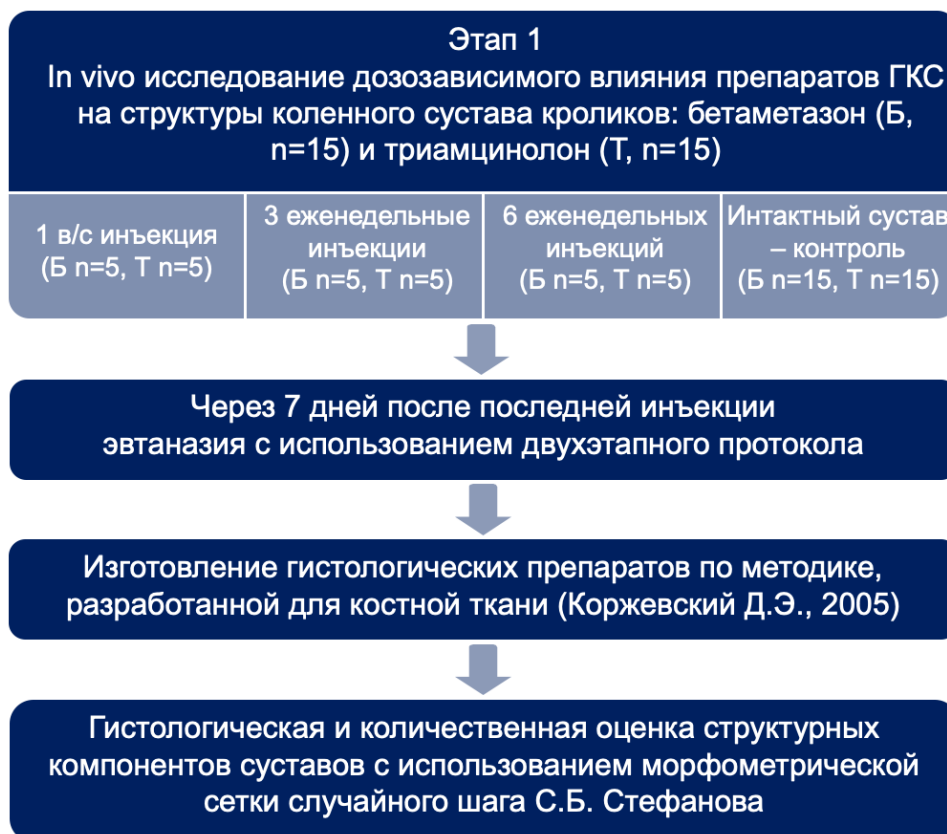 Этап 1
In vivo исследование дозозависимого влияния препаратов ГКС
на структуры коленного сустава кроликов: бетаметазон (Б,
n=15) и триамцинолон (Т, n=15)
1 в/с инъекция
(Б n=5, Т n=5)
3 еженедельные
инъекции
(Б n=5, Т n=5)
6 еженедельных
инъекций
(Б n=5, Т n=5)
Интактный сустав
– контроль
(Б n=15, Т n=15)
Через 7 дней после последней инъекции
эвтаназия с использованием двухэтапного протокола
Изготовление гистологических препаратов по методике,
разработанной для костной ткани (Коржевский Д.Э., 2005)
Гистологическая и количественная оценка структурных
компонентов суставов с использованием морфометрической
сетки случайного шага С.Б. Стефанова